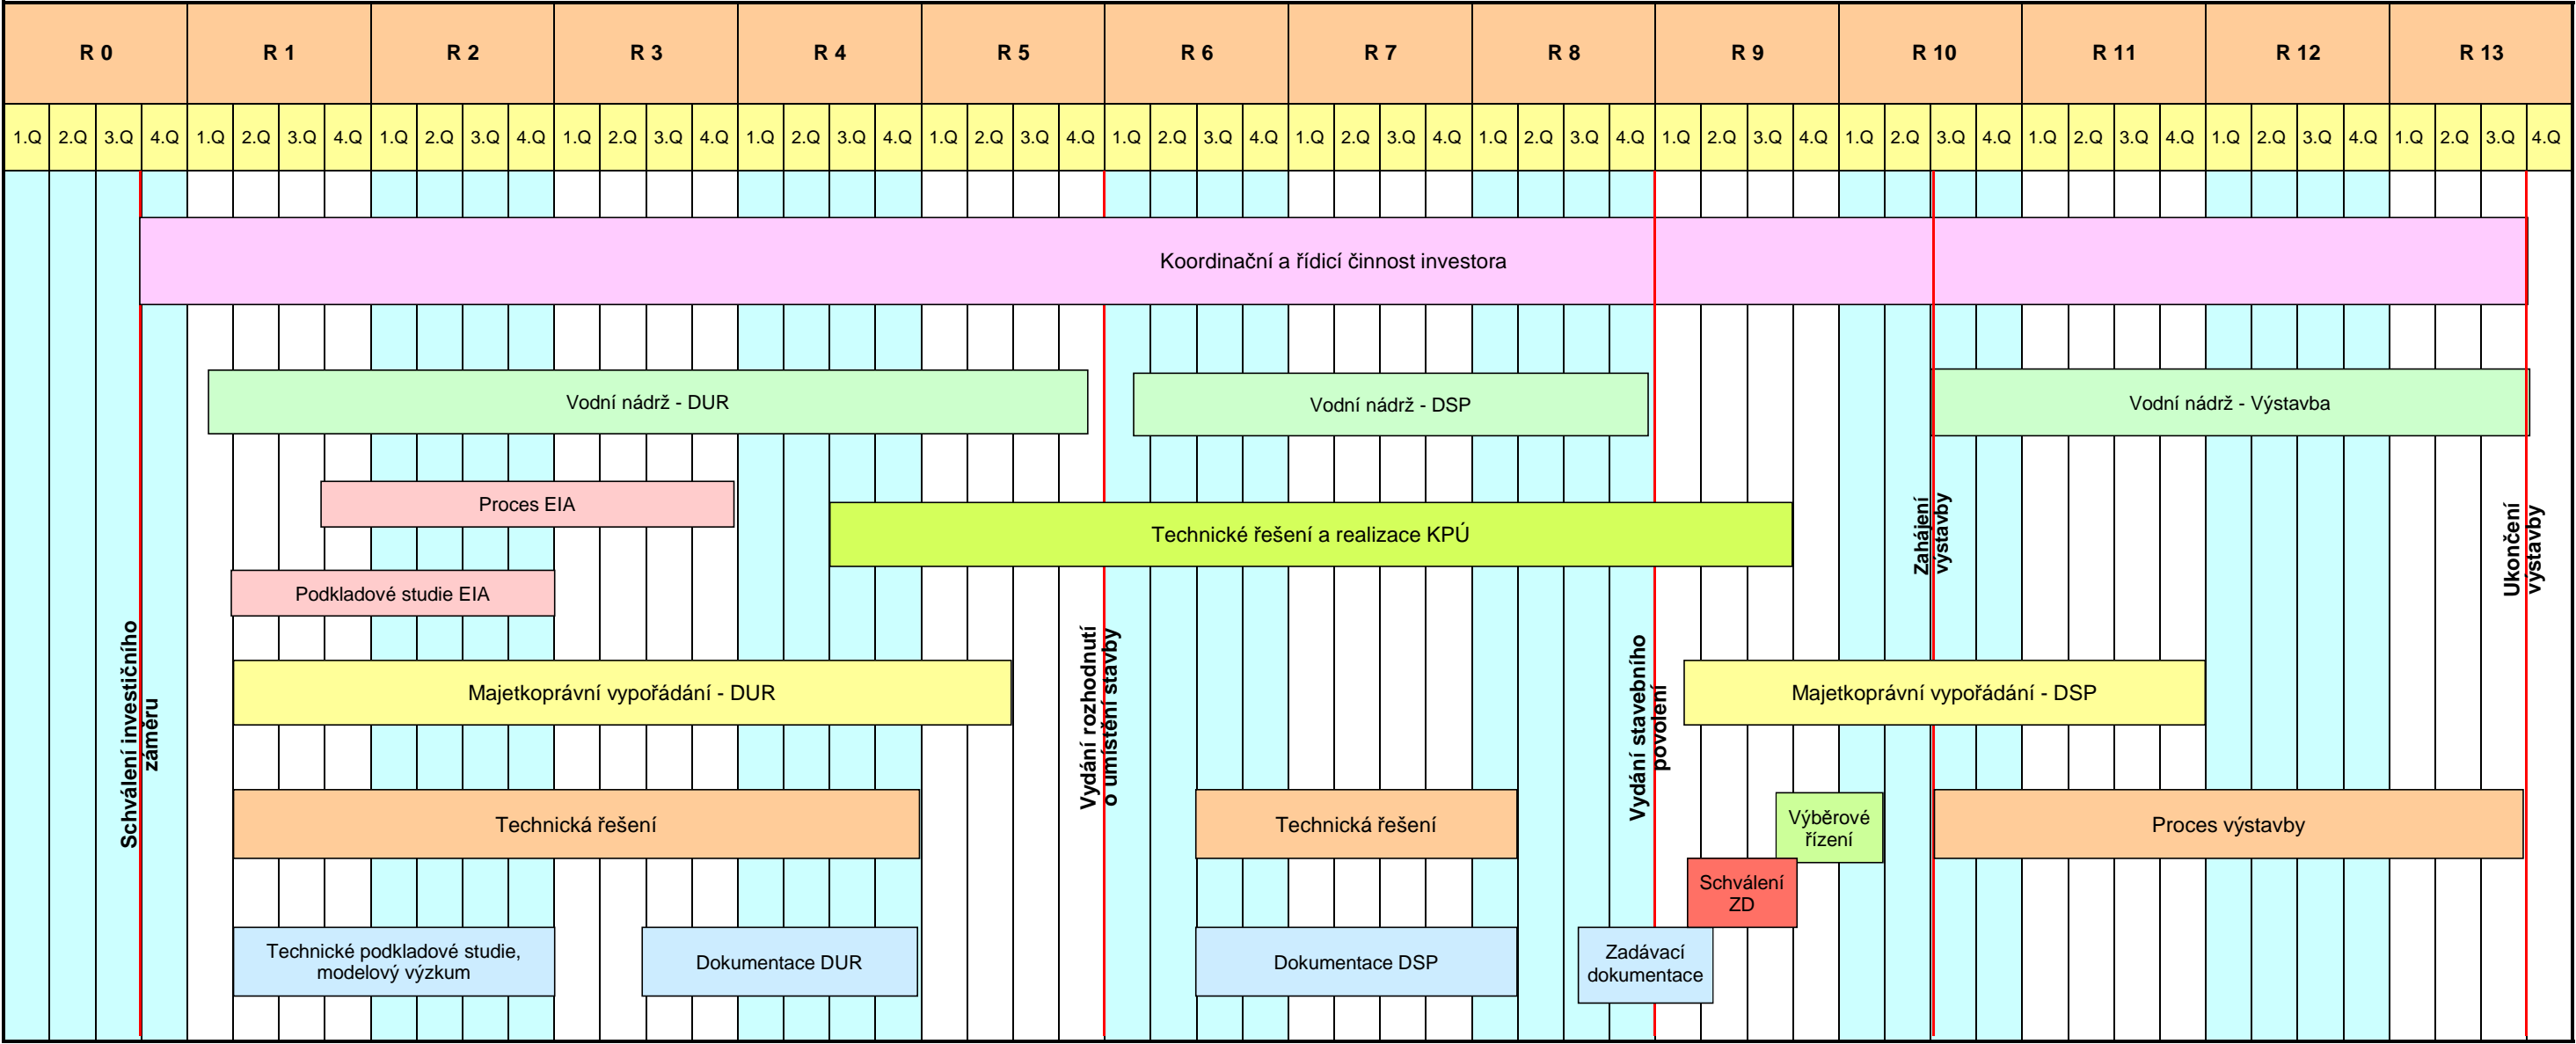 R 0 R 1 R 2 R 3 R 4 R 5 R 6 R 7 R 8 R 9 R 10 R 11 R 12 R 13
1.Q 2.Q 3.Q 4.Q 1.Q 2.Q 3.Q 4.Q 1.Q 2.Q 3.Q 4.Q 1.Q 2.Q 3.Q 4.Q 1.Q 2.Q 3.Q 4.Q 1.Q 2.Q 3.Q 4.Q 1.Q 2.Q 3.Q 4.Q 1.Q 2.Q 3.Q 4.Q 1.Q 2.Q 3.Q 4.Q 1.Q 2.Q 3.Q 4.Q 1.Q 2.Q 3.Q 4.Q 1.Q 2.Q 3.Q 4.Q 1.Q 2.Q 3.Q 4.Q 1.Q 2.Q 3.Q 4.Q
Koordinační a řídicí činnost investora
Vodní nádrž - DUR
Vodní nádrž - DSP
Vodní nádrž - Výstavba
Proces EIA
Technické řešení a realizace KPÚ
Zahájení
výstavby
Ukončení
výstavby
Podkladové studie EIA
Schválení investičního
záměru
Vydání rozhodnutí
o umístění stavby
Vydání stavebního
povolení
Majetkoprávní vypořádání - DUR
Majetkoprávní vypořádání - DSP
Technická řešení
Technická řešení
Výběrové
řízení
Proces výstavby
Schválení
ZD
Technické podkladové studie,
modelový výzkum
Dokumentace DUR
Dokumentace DSP
Zadávací
dokumentace